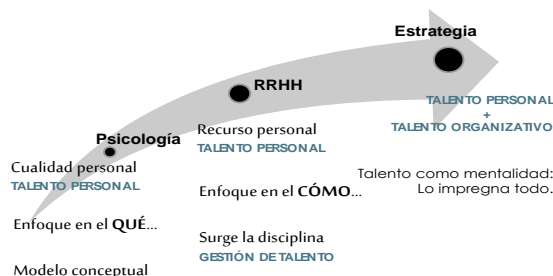 Estrategia
TALENTO PERSONAL
+
TALENTO ORGANIZATIVO
Talento como mentalidad:
Lo impregna todo.
RRHH
Recurso personal
TALENTO PERSONAL
Enfoque en el CÓMO...
Surge la disciplina
GESTIÓN DE TALENTO
Psicología
Cualidad personal
TALENTO PERSONAL
Enfoque en el QUÉ...
Modelo conceptual